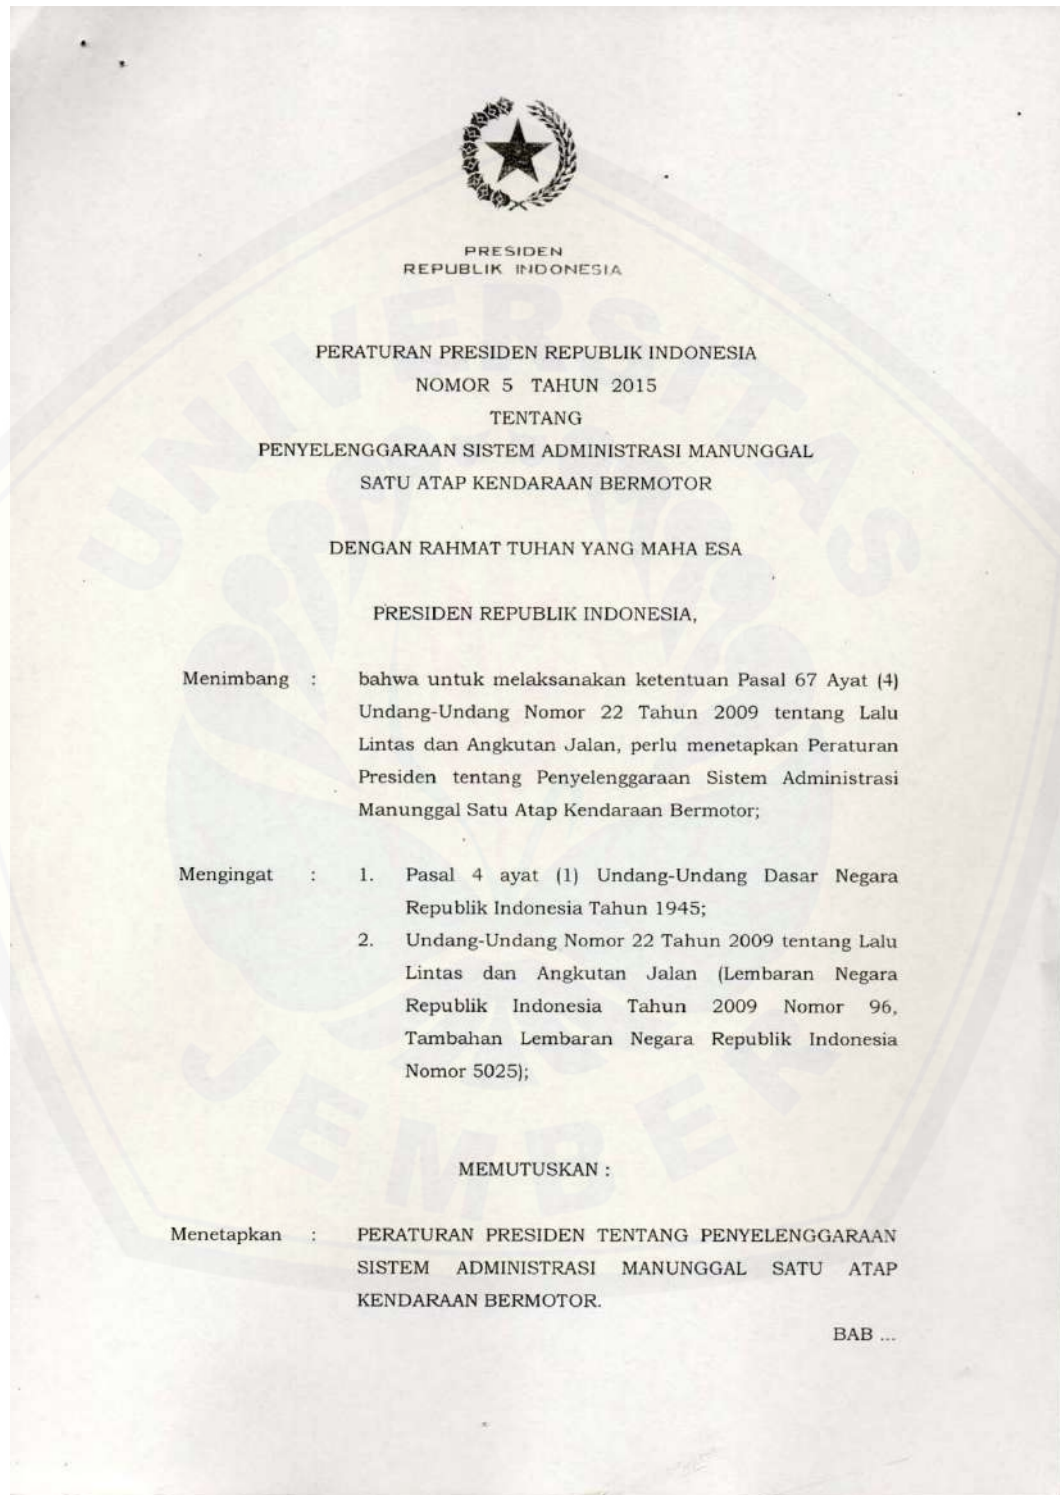 PRESIDEN
REPUBLIK INDONESIA
PERATURAN PRESIDEN REPUBLIK INDONESIA
NOMOR 5 TAHUN 2015
TENTANG
PENYELENGGARAAN SISTEM ADMINISTRASI MANUNGGAL
SATU ATAP KENDARAAN BERMOTOR
DENGAN RAHMAT TUHAN YANG MAHA ESA
PRESIDEN REPUBLIK INDONESIA,
Menimbang : bahwa untuk melaksanakan ketentuan Pasal 67 Ayat (4)
Undang-Undang Nomor 22 Tahun 2009 tentang Lalu
Lintas dan Angkutan Jalan, perlu menetapkan Peraturan
Presiden tentang Penyelenggaraan Sistem Administrasi
Manunggal Satu Atap Kendaraan Bermotor;
Mengingat : 1. Pasal 4 ayat (1) Undang-Undang Dasar Negara
Republik Indonesia Tahun 1945;
2. Undang-Undang Nomor 22 Tahun 2009 tentang Lalu
Lintas dan Angkutan Jalan (Lembaran Negara
Republik Indonesia Tahun 2009 Nomor 96,
Tambahan Lembaran Negara Republik Indonesia
Nomor 5025);
MEMUTUSKAN :
Menetapkan : PERATURAN PRESIDEN TENTANG PENYELENGGARAAN
SISTEM ADMINISTRASI MANUNGGAL SATU ATAP
KENDARAAN BERMOTOR.
BAB ...
UNIVERSITAS
JEMBER